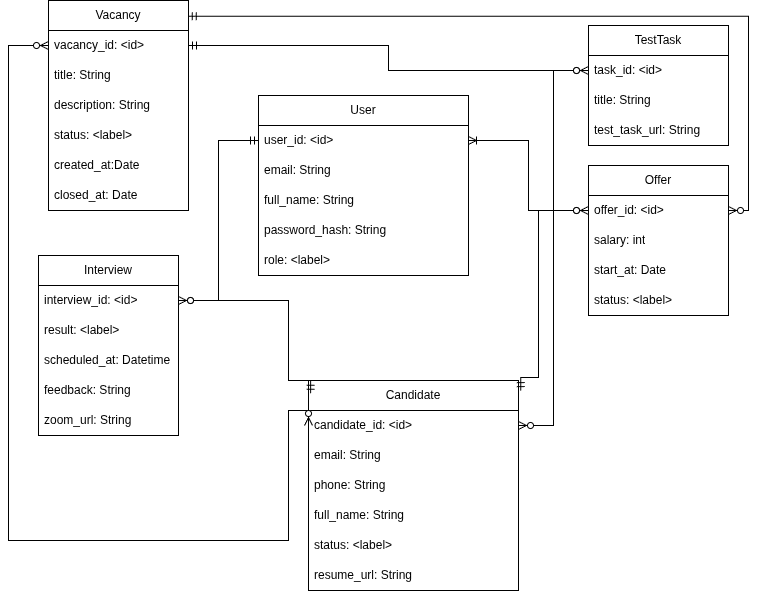 Vacancy
vacancy_id: <id>
title: String
description: String
status: <label>
created_at:Date
closed_at: Date
TestTask
task_id: <id>
title: String
test_task_url: String
User
user_id: <id>
email: String
full_name: String
password_hash: String
role: <label>
Offer
offer_id: <id>
salary: int
start_at: Date
status: <label>
Interview
interview_id: <id>
result: <label>
scheduled_at: Datetime
feedback: String
zoom_url: String
Candidate
candidate_id: <id>
email: String
phone: String
full_name: String
status: <label>
resume_url: String